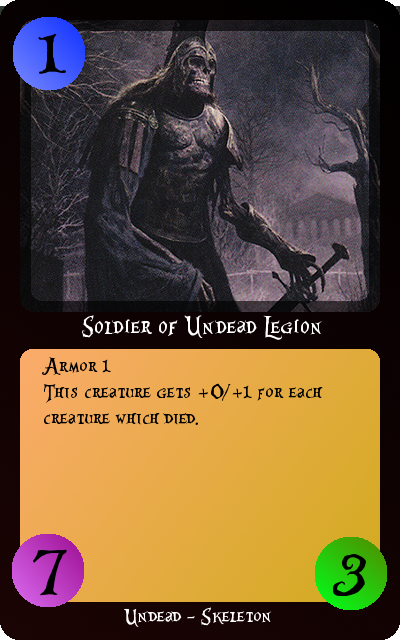 1
Soldier of Undead Legion
Armor 1
This creature gets +0/+1 for each
creature which died.
7
3
Undead - Skeleton